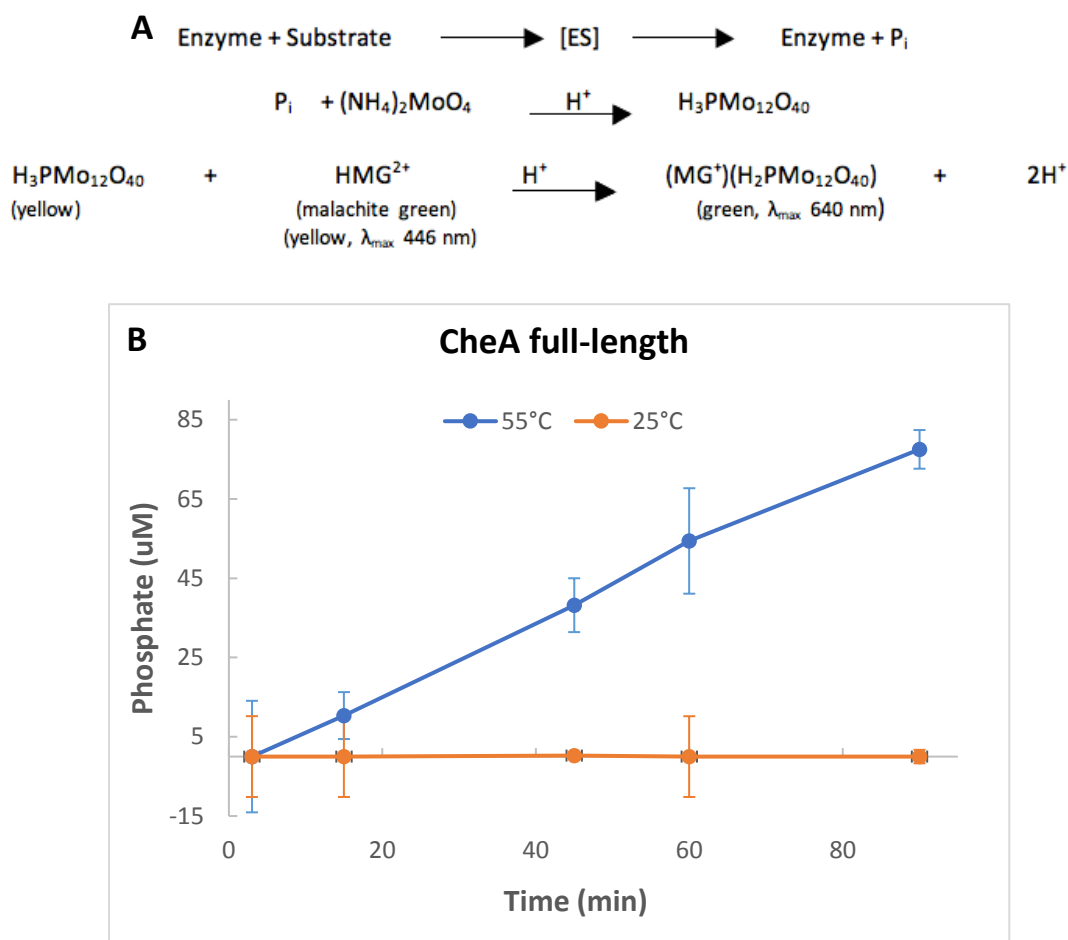 A
Enzyme + Substrate [ES] Enzyme + Pi
Pi + (NH4)2MoO4 H+ H3PMo12O40
H3PMo12O40 + HMG2+ H+ (MG+)(H2PMo12O40) + 2H+
(yellow) (malachite green) (green, λmax 640 nm)
(yellow, λmax 446 nm)
B CheA full-length
55°C 25°C
85
65
45
25
5
-15
Phosphate (uM)
0 20 40 60 80
Time (min)